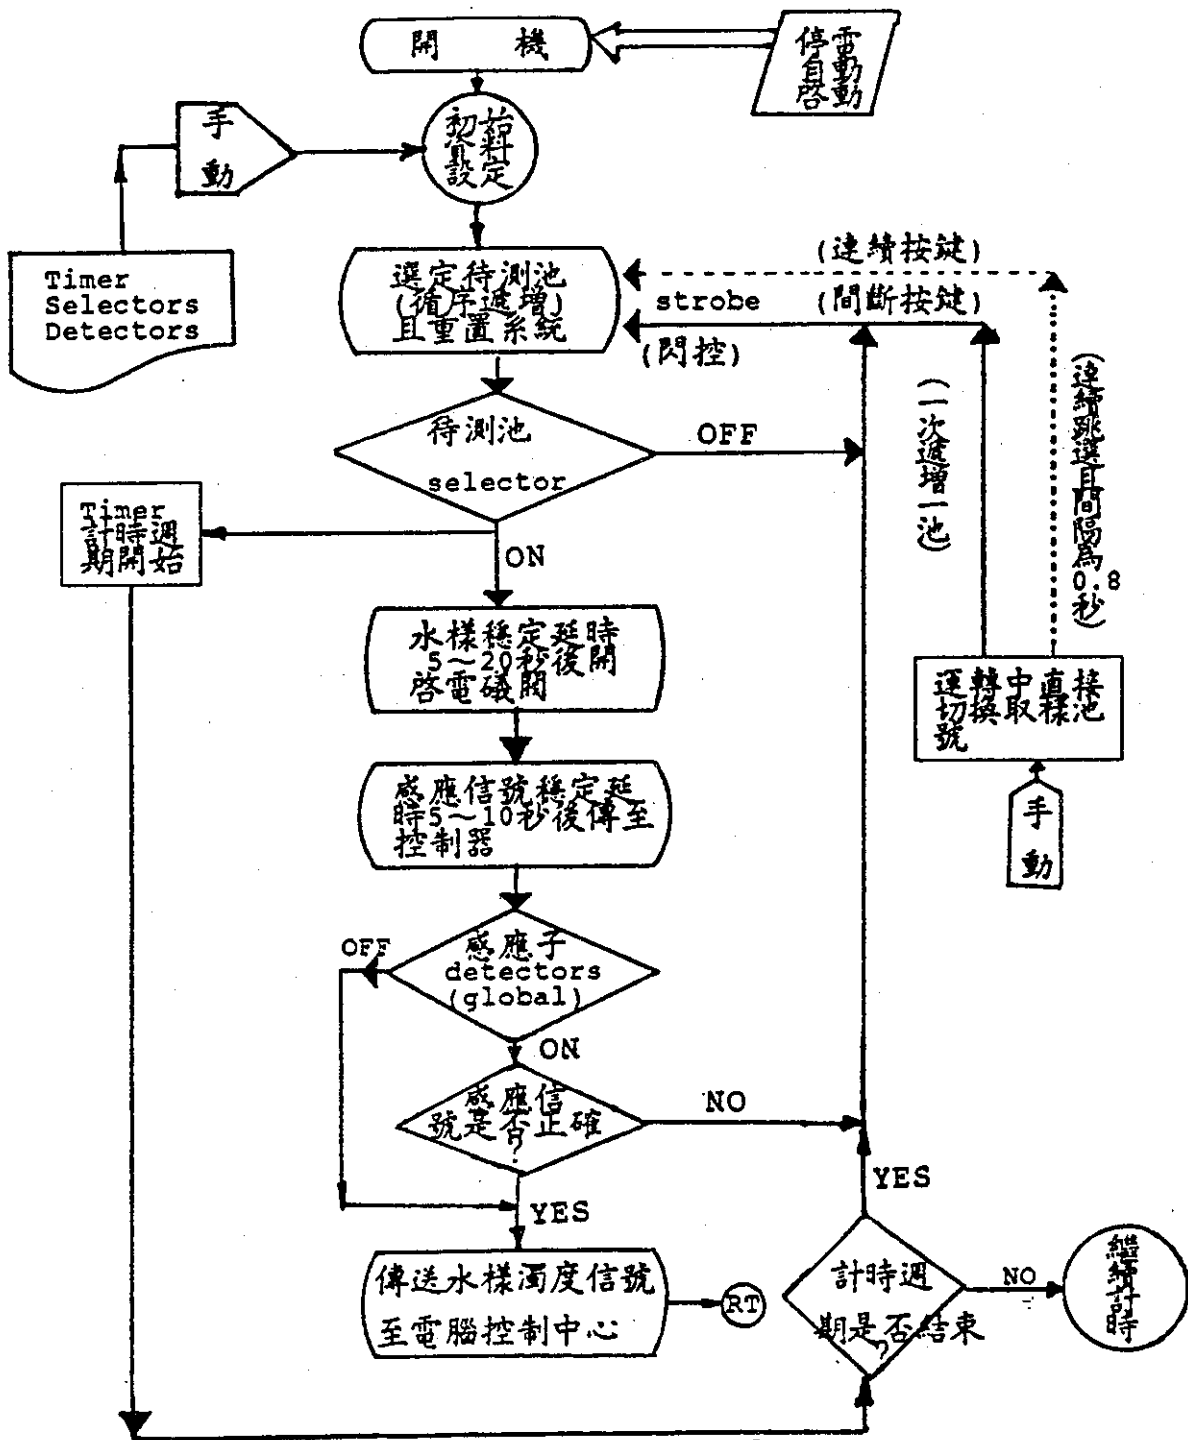 開機
停電
自動
啓動
手
動
初始
資料
設定
Timer
Selectors
Detectors
選定待測池
(循序遞增)
且重置系統
(連續按鍵)
strobe (間斷按鍵)
(閃控)
(一次遞增一池)
(連續跳選且間隔為0.8秒)
待測池
selector
OFF
ON
Timer
計時週
期開始
水樣穩定延時
5~20秒後開
啓電磁閥
運轉中直接
切換取樣池
號
手
動
感應信號穩定延
時5~10秒後傳至
控制器
感應子
detectors
(global)
OFF
ON
感應信
號是否正確
?
NO
YES
傳送水樣濁度信號
至電腦控制中心
RT
YES
計時週
期是否結束
?
NO
繼續計時